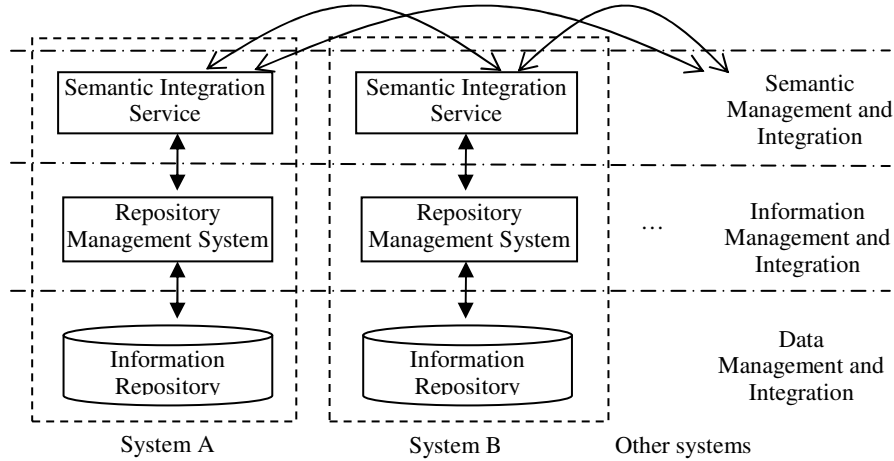 Semantic Integration
Service
Semantic Integration
Service
Semantic
Management and
Integration
Repository
Management System
Repository
Management System
...
Information
Management and
Integration
Information
Repository
Information
Repository
Data
Management and
Integration
System A
System B
Other systems